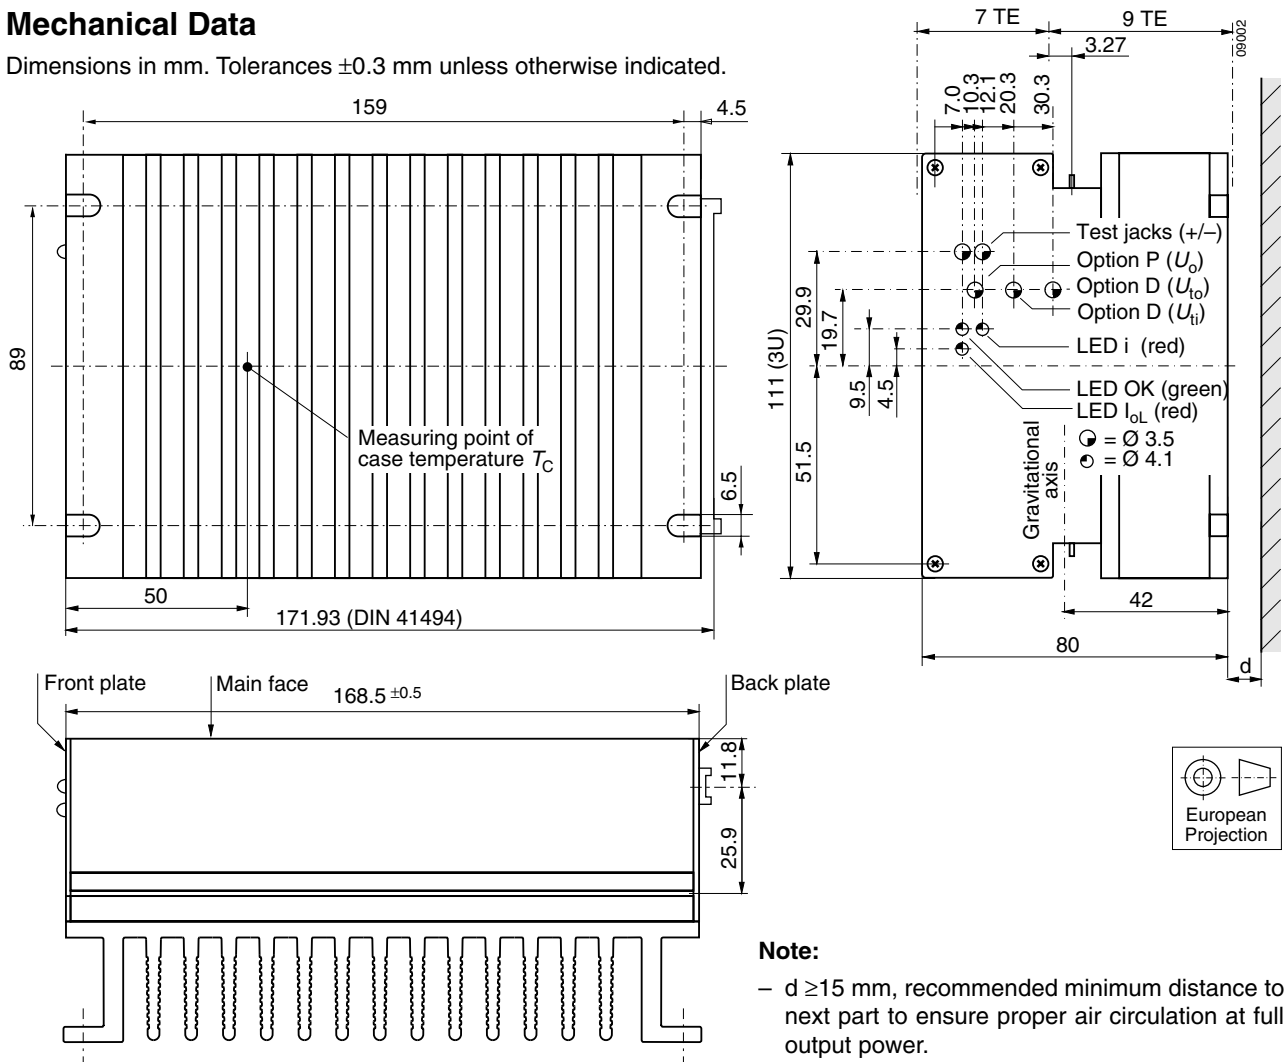 Mechanical Data
Dimensions in mm. Tolerances ±0.3 mm unless otherwise indicated.
159
4.5
89
Measuring point of
case temperature TC
6.5
50
171.93 (DIN 41494)
7 TE
9 TE
09002
3.27
7.0
10.3
12.1
20.3
30.3
111 (3U)
29.9
19.7
9.5
4.5
51.5
Test jacks (+/–)
Option P (Uo)
Option D (Uto)
Option D (Uti)
LED i (red)
LED OK (green)
LED IoL (red)
= Ø 3.5
= Ø 4.1
Gravitational
axis
42
80
d
Front plate
Main face
168.5 ±0.5
Back plate
11.8
25.9
European
Projection
Note:
– d ≥15 mm, recommended minimum distance to
next part to ensure proper air circulation at full
output power.